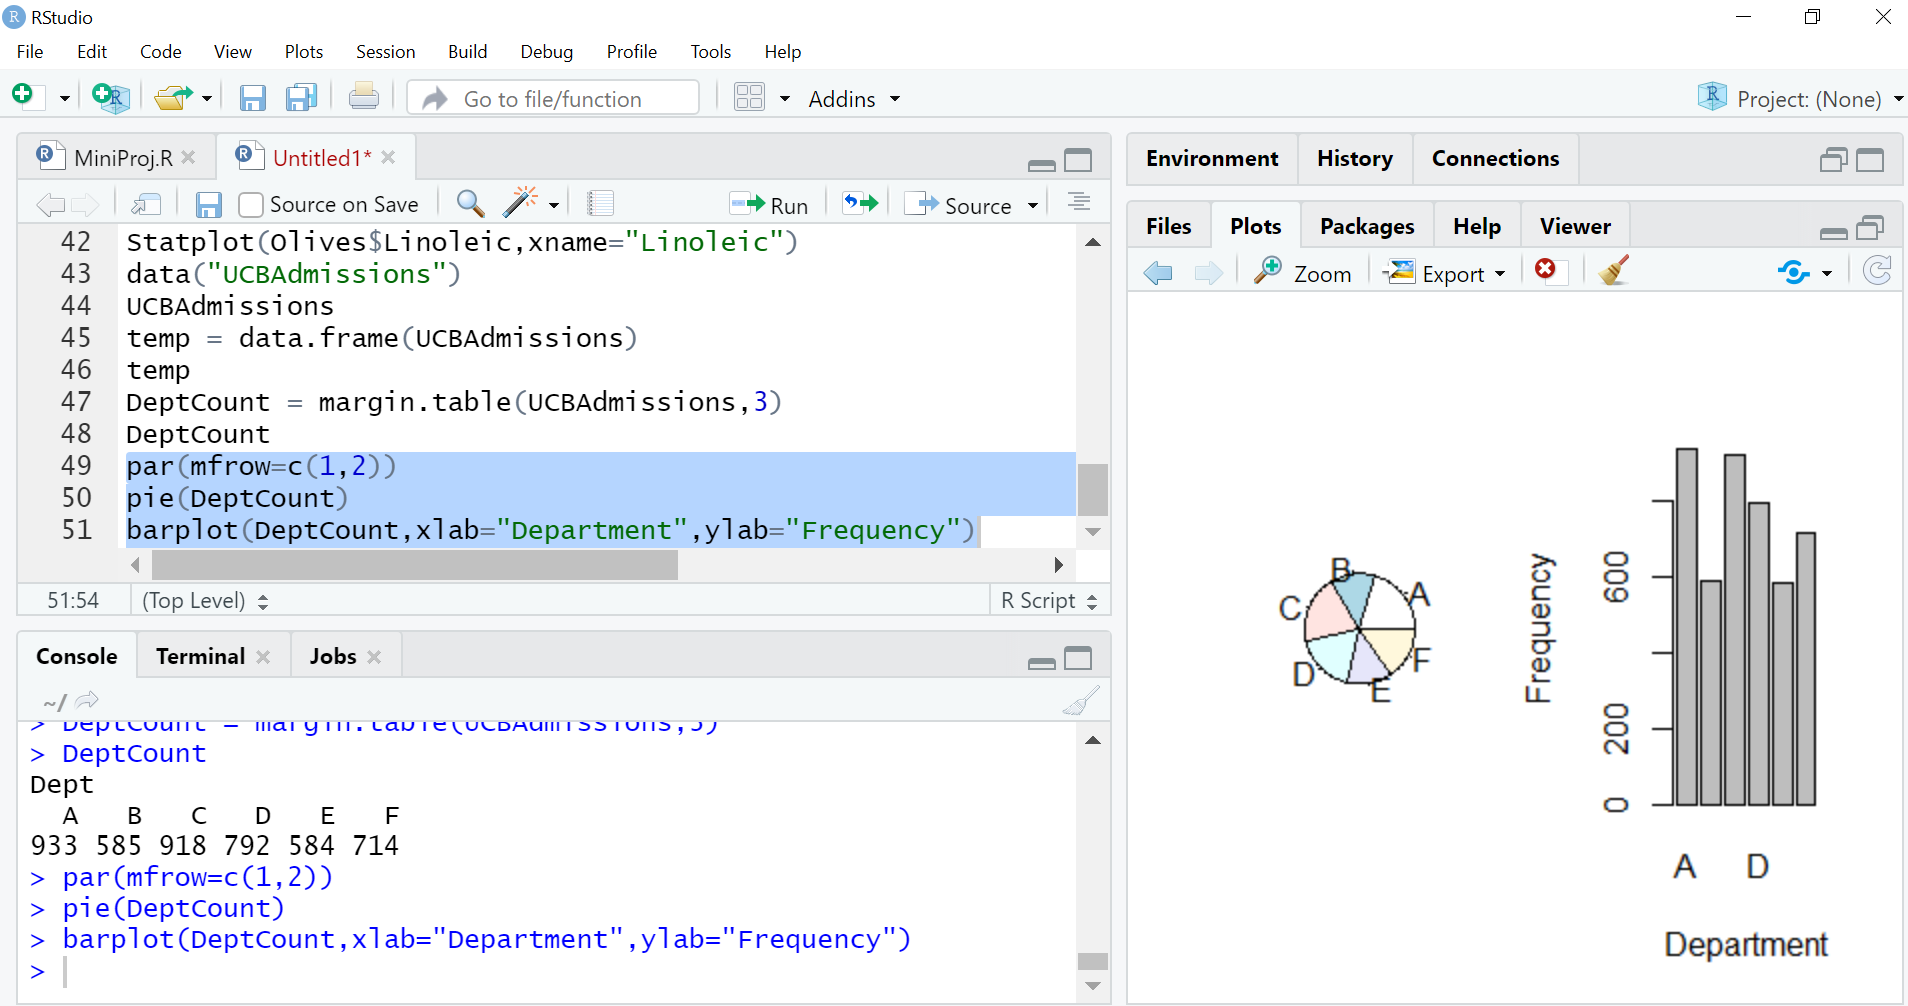 RStudio
File Edit Code View Plots Session Build Debug Profile Tools Help
Go to file/function Addins Project: (None)
MiniProj.R Untitled1*
Source on Save Run Source
42 Statplot(Olives$Linoleic,xname="Linoleic")
43 data("UCBAdmissions")
44 UCBAdmissions
45 temp = data.frame(UCBAdmissions)
46 temp
47 DeptCount = margin.table(UCBAdmissions,3)
48 DeptCount
49 par(mfrow=c(1,2))
50 pie(DeptCount)
51 barplot(DeptCount,xlab="Department",ylab="Frequency")
51:54 (Top Level) R Script
Console Terminal Jobs
~/
> DeptCount = margin.table(UCBAdmissions,3)
> DeptCount
Dept
A B C D E F
933 585 918 792 584 714
> par(mfrow=c(1,2))
> pie(DeptCount)
> barplot(DeptCount,xlab="Department",ylab="Frequency")
>
Environment History Connections
Files Plots Packages Help Viewer
Zoom Export
A
B
C
D
E
F
Frequency
600
200
0
A D
Department